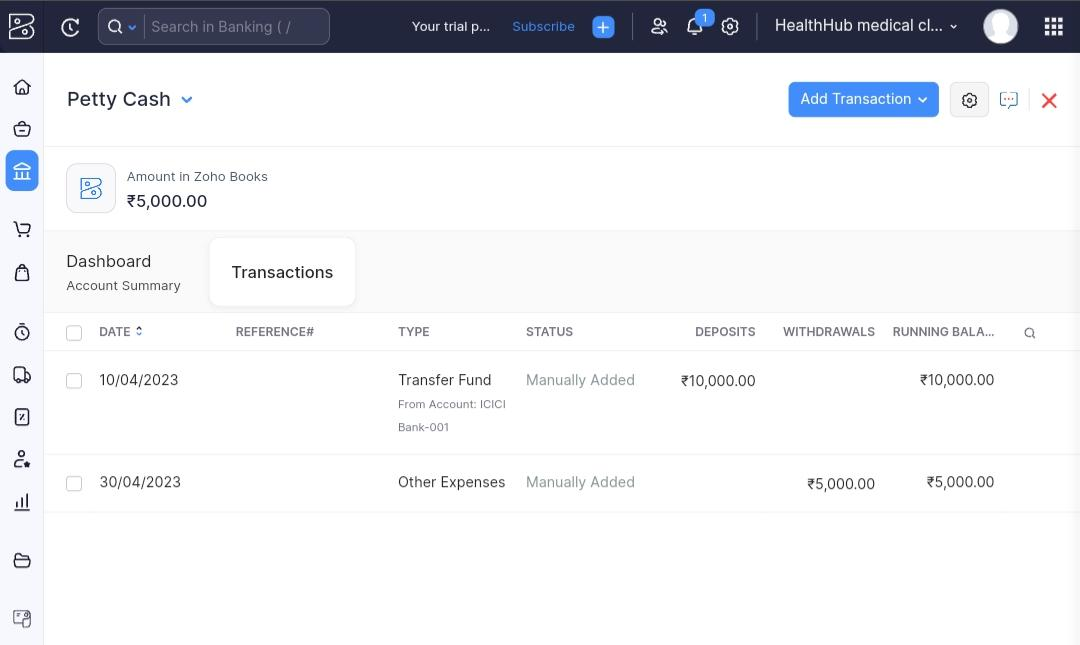 Search in Banking ( /
Your trial p...
Subscribe
1
HealthHub medical cl...
Petty Cash
Add Transaction
Amount in Zoho Books
₹5,000.00
Dashboard
Account Summary
Transactions
DATE REFERENCE# TYPE STATUS DEPOSITS WITHDRAWALS RUNNING BALA...
10/04/2023 Transfer Fund Manually Added ₹10,000.00 ₹10,000.00
From Account: ICICI
Bank-001
30/04/2023 Other Expenses Manually Added ₹5,000.00 ₹5,000.00